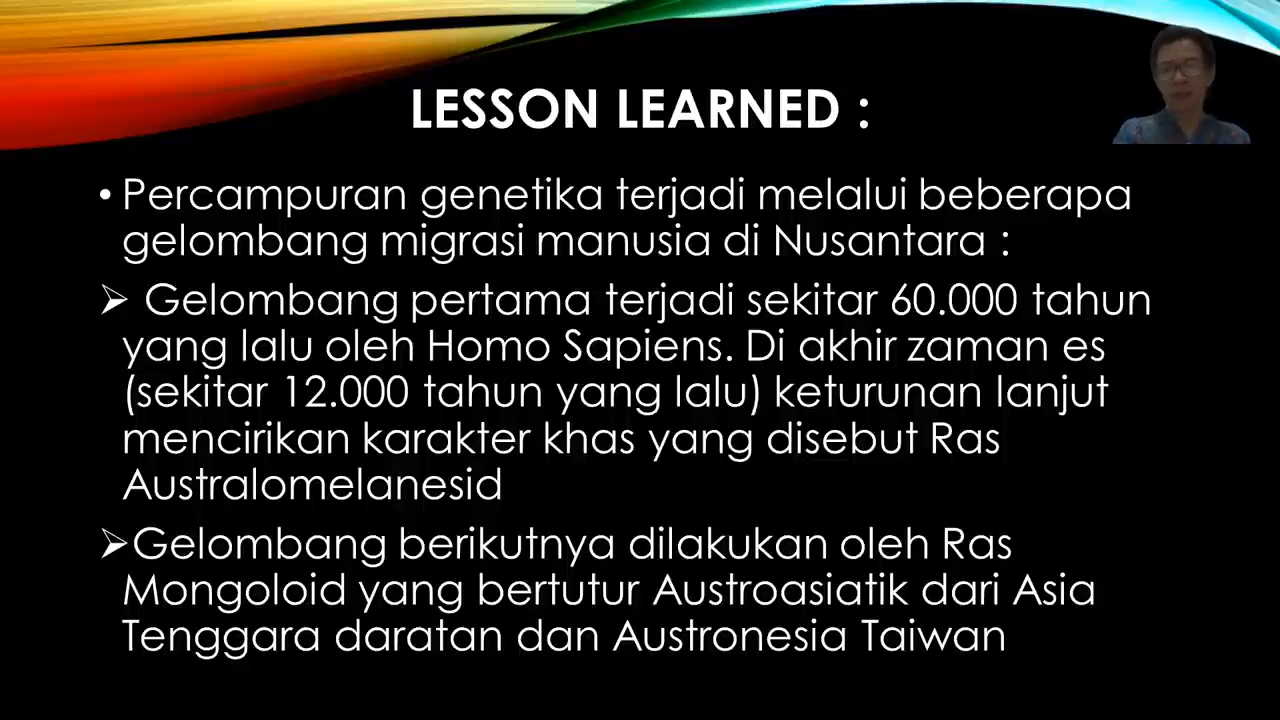 LESSON LEARNED :
• Percampuran genetika terjadi melalui beberapa
gelombang migrasi manusia di Nusantara :
➢ Gelombang pertama terjadi sekitar 60.000 tahun
yang lalu oleh Homo Sapiens. Di akhir zaman es
(sekitar 12.000 tahun yang lalu) keturunan lanjut
mencirikan karakter khas yang disebut Ras
Australomelanesid
➢Gelombang berikutnya dilakukan oleh Ras
Mongoloid yang bertutur Austroasiatik dari Asia
Tenggara daratan dan Austronesia Taiwan